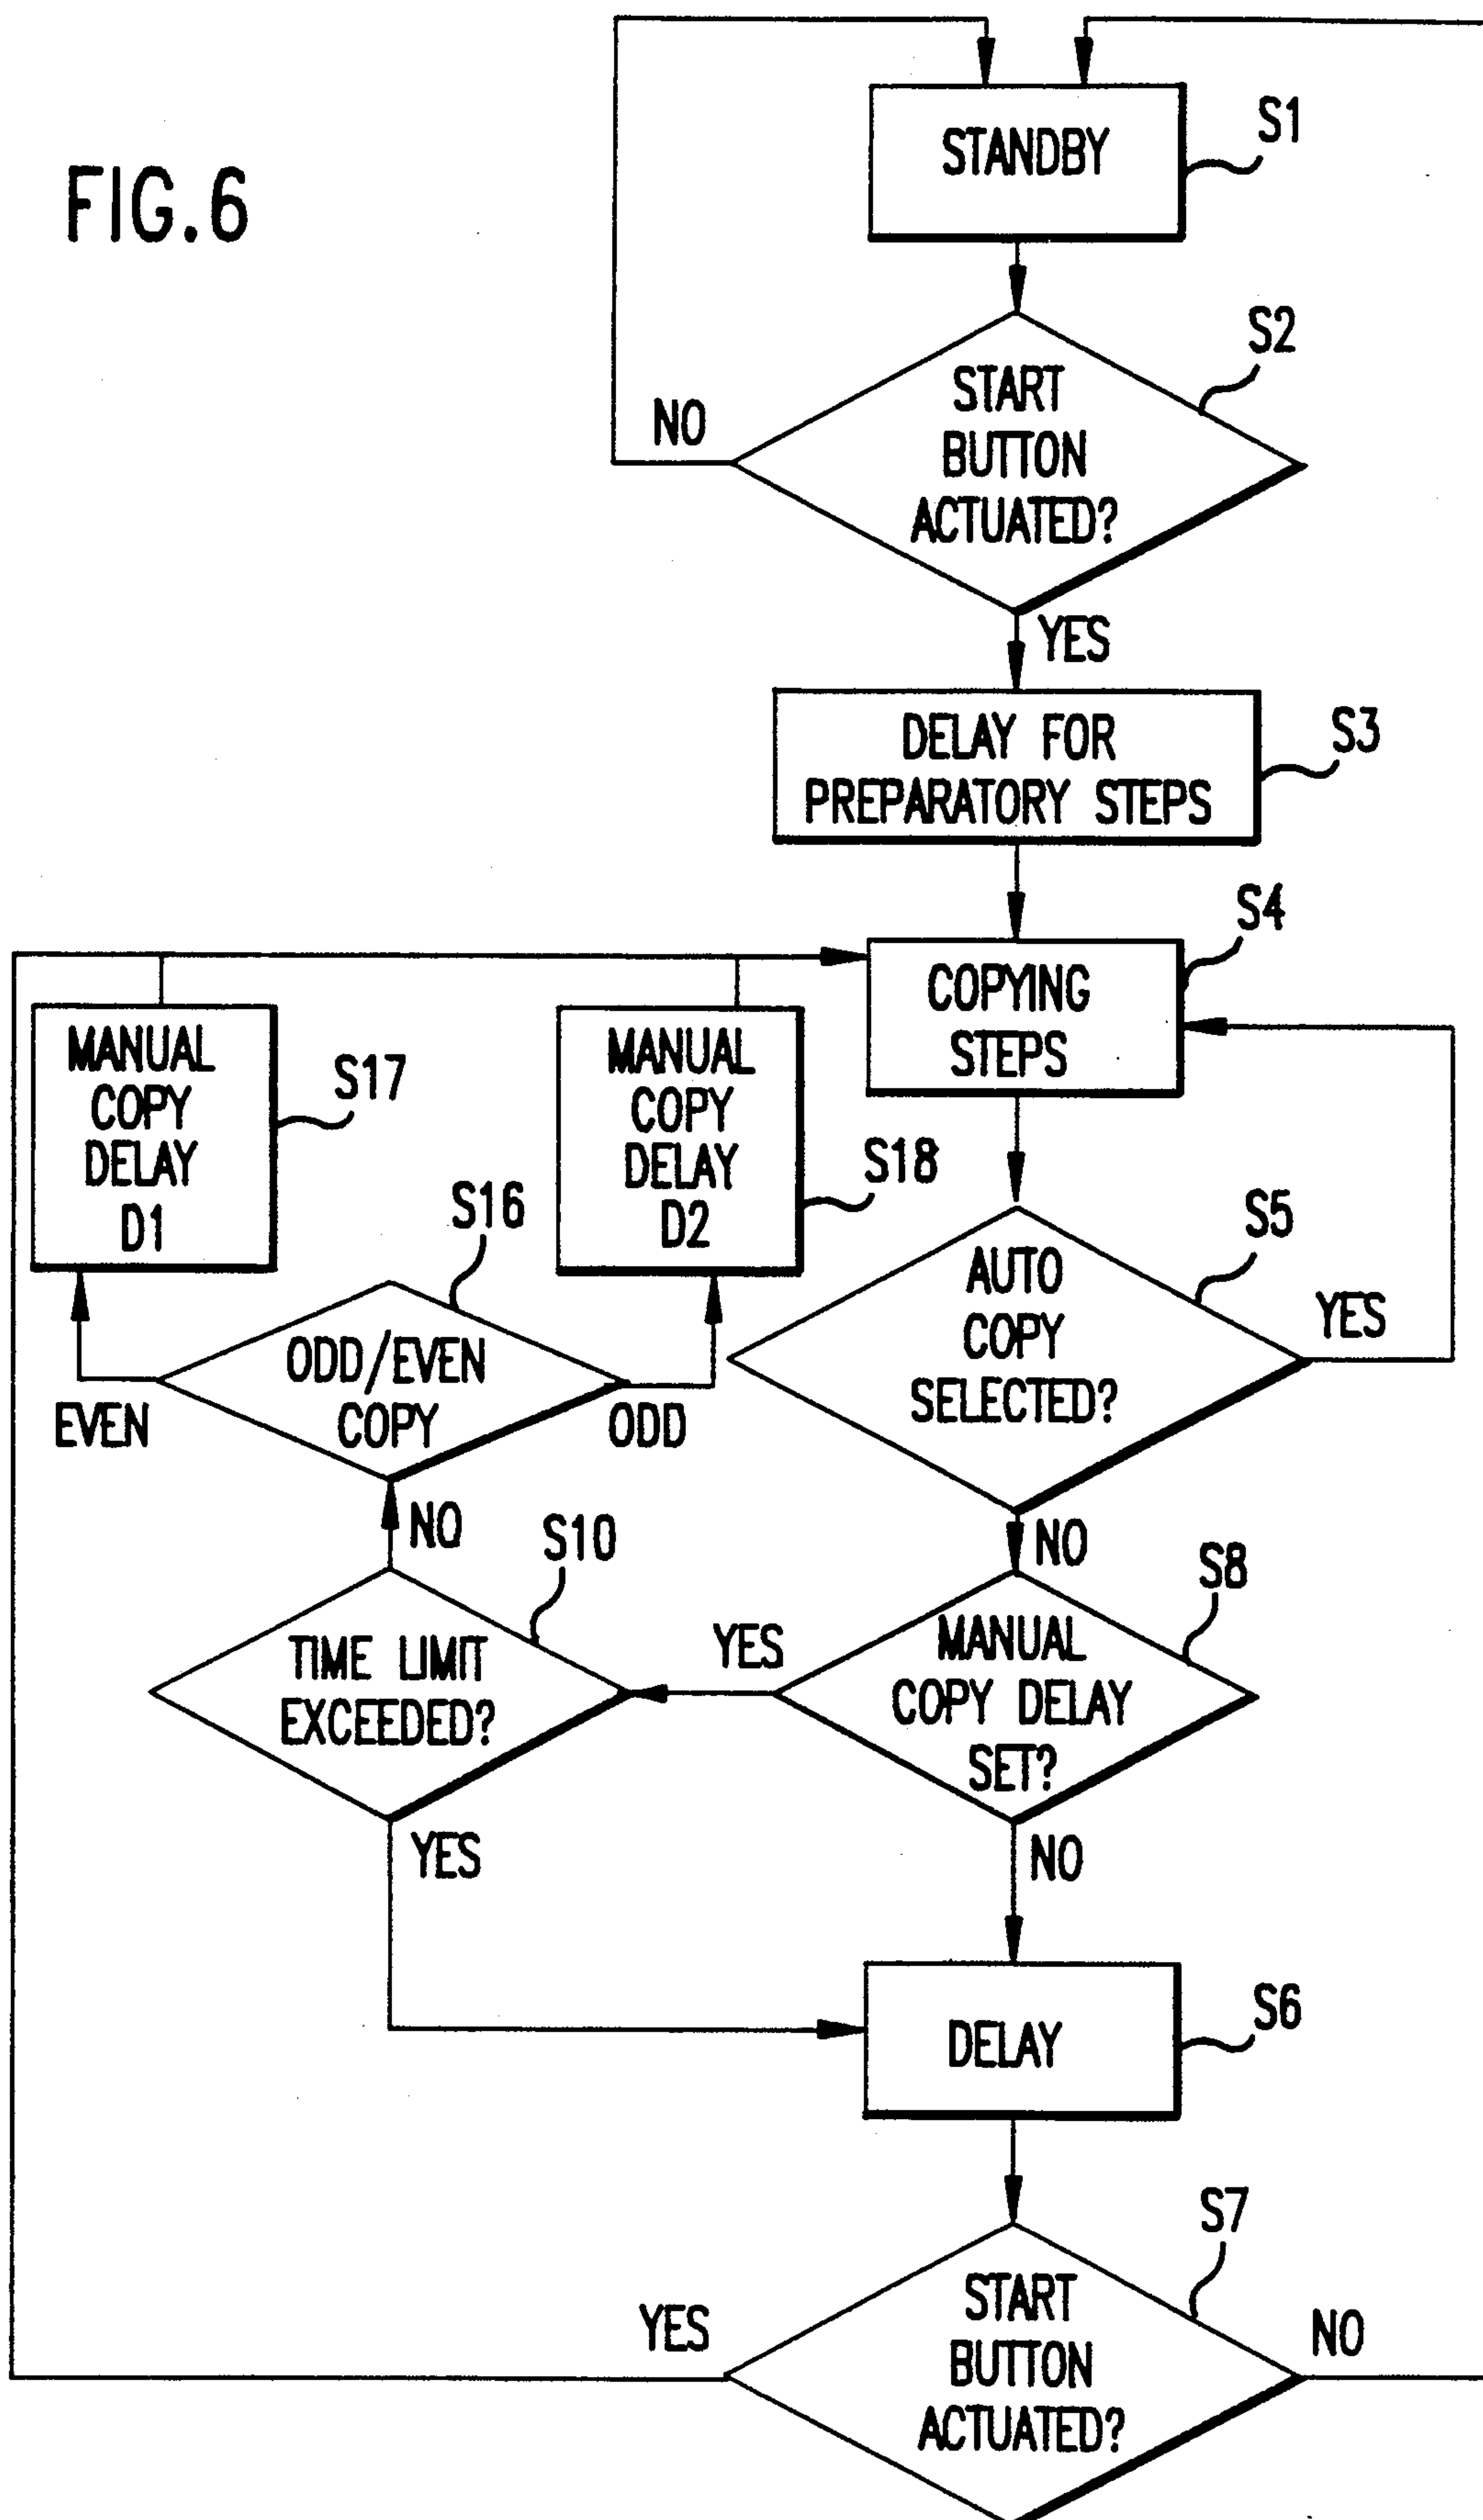 FIG.6
STANDBY
S1
S2
START
BUTTON
ACTUATED?
NO
YES
DELAY FOR
PREPARATORY STEPS
S3
S4
COPYING
STEPS
MANUAL
COPY
DELAY
D1
S17
MANUAL
COPY
DELAY
D2
S18
S16
ODD/EVEN
COPY
EVEN
ODD
S5
AUTO
COPY
SELECTED?
YES
NO
NO
S10
TIME LIMIT
EXCEEDED?
YES
S8
MANUAL
COPY DELAY
SET?
YES
NO
DELAY
S6
S7
START
BUTTON
ACTUATED?
YES
NO